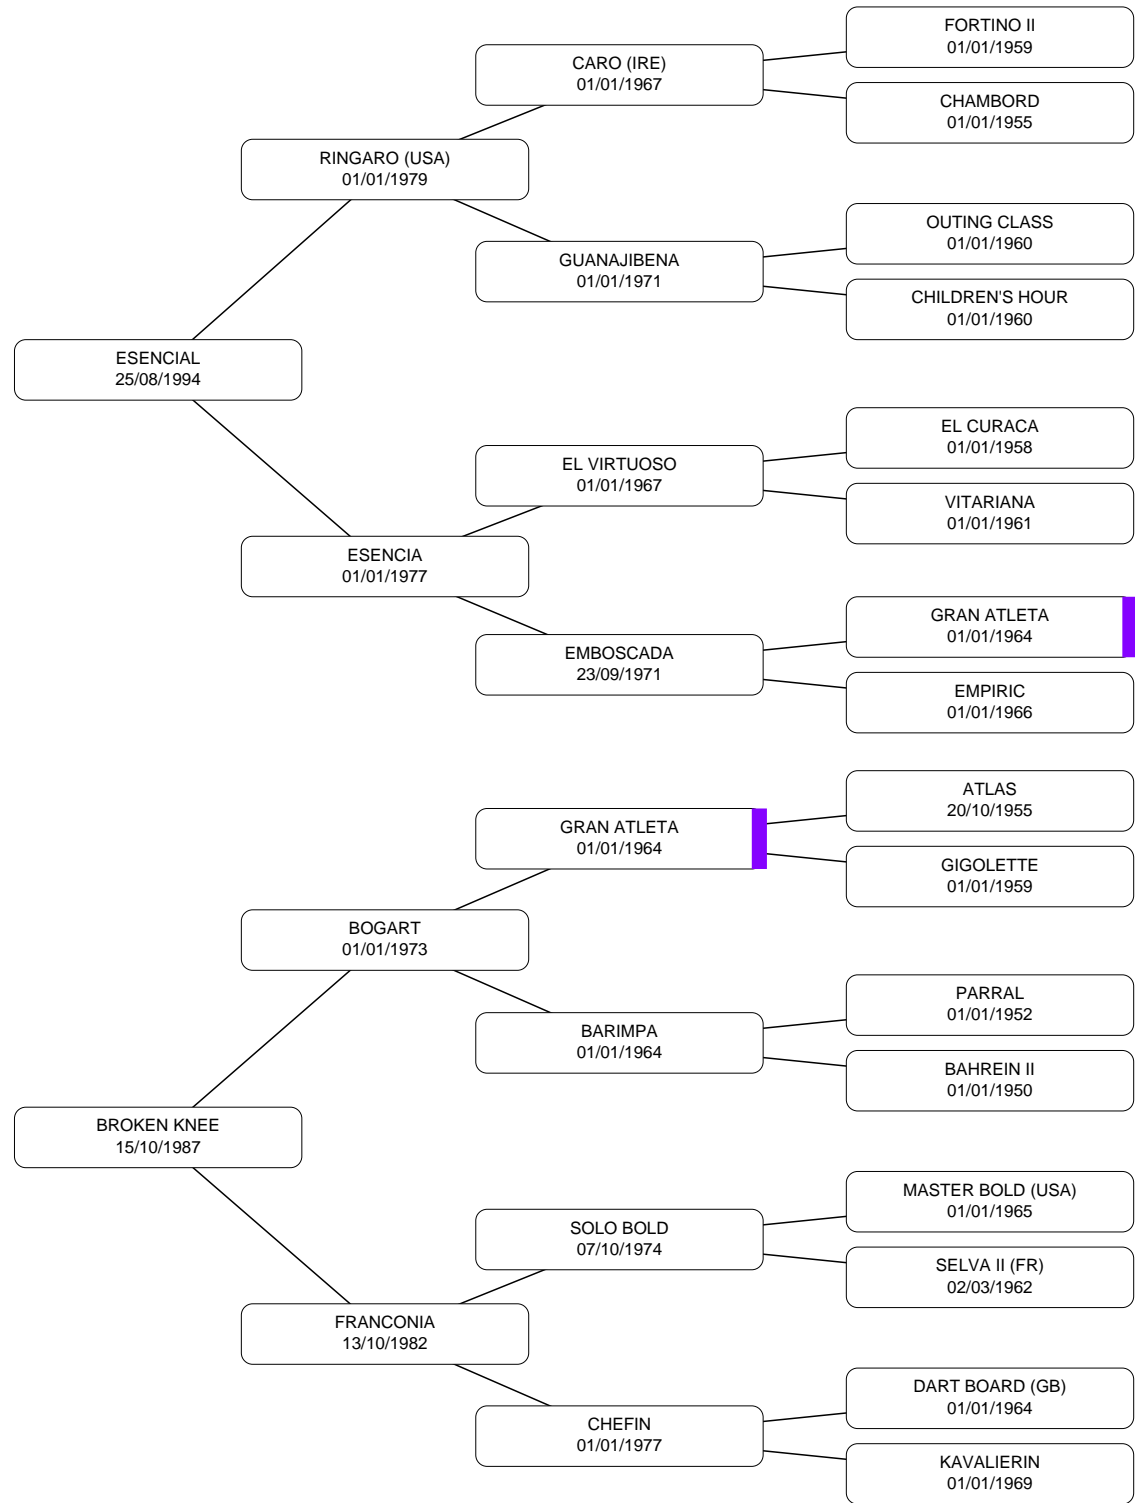 FORTINO II
01/01/1959
CARO (IRE)
01/01/1967
CHAMBORD
01/01/1955
RINGARO (USA)
01/01/1979
OUTING CLASS
01/01/1960
GUANAJIBENA
01/01/1971
CHILDREN'S HOUR
01/01/1960
ESENCIAL
25/08/1994
EL CURACA
01/01/1958
EL VIRTUOSO
01/01/1967
VITARIANA
01/01/1961
ESENCIA
01/01/1977
GRAN ATLETA
01/01/1964
EMBOSCADA
23/09/1971
EMPIRIC
01/01/1966
ATLAS
20/10/1955
GRAN ATLETA
01/01/1964
GIGOLETTE
01/01/1959
BOGART
01/01/1973
PARRAL
01/01/1952
BARIMPA
01/01/1964
BAHREIN II
01/01/1950
BROKEN KNEE
15/10/1987
MASTER BOLD (USA)
01/01/1965
SOLO BOLD
07/10/1974
SELVA II (FR)
02/03/1962
FRANCONIA
13/10/1982
DART BOARD (GB)
01/01/1964
CHEFIN
01/01/1977
KAVALIERIN
01/01/1969